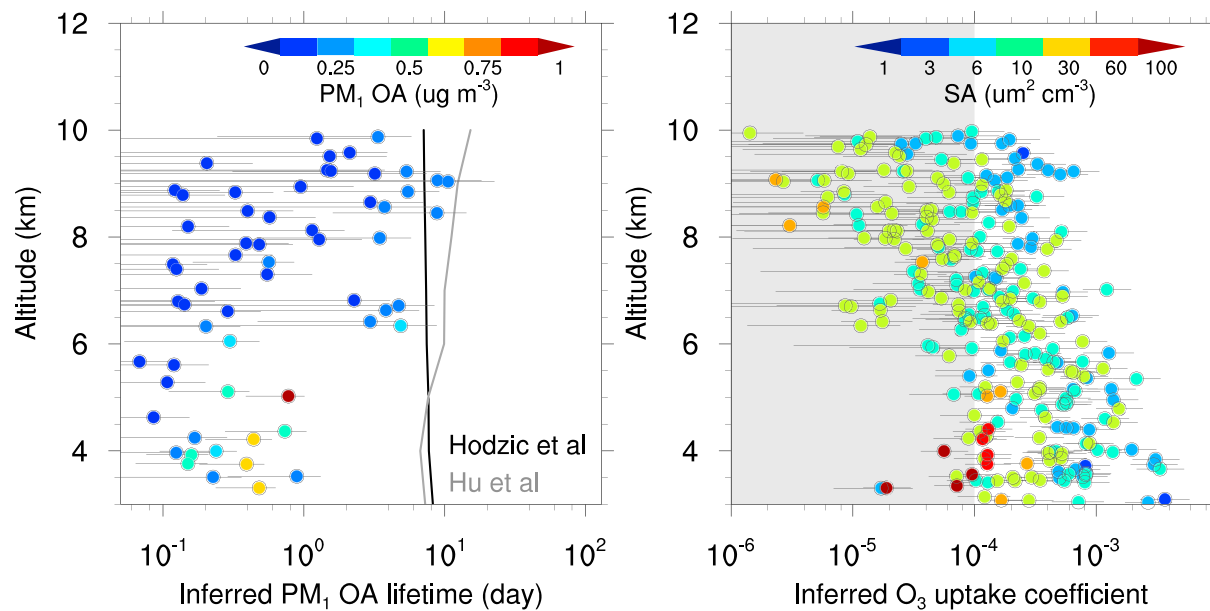 12
10
8
6
4
Altitude (km)
0 0.25 0.5 0.75 1
PM₁ OA (ug m⁻³)
Hodzic et al
Hu et al
10⁻¹ 10⁰ 10¹ 10²
Inferred PM₁ OA lifetime (day)
12
10
8
6
4
Altitude (km)
1 3 6 10 30 60 100
SA (um² cm⁻³)
10⁻⁶ 10⁻⁵ 10⁻⁴ 10⁻³
Inferred O₃ uptake coefficient